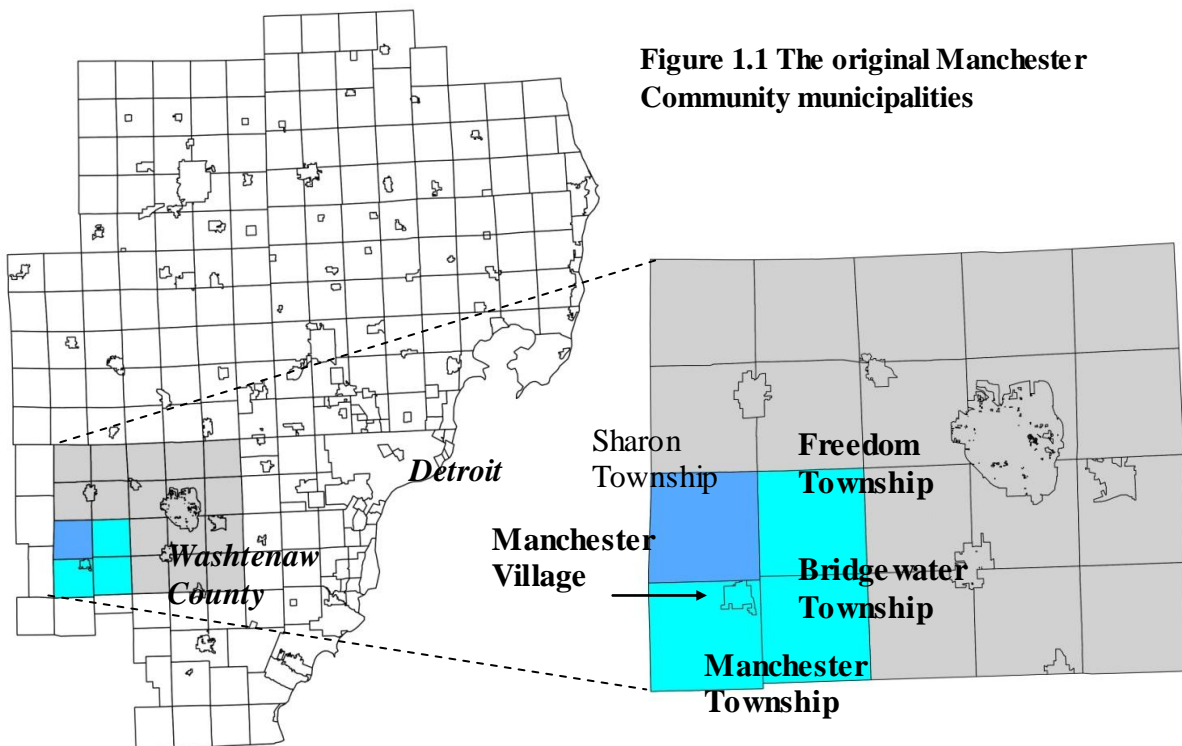 Figure 1.1 The original Manchester
Community municipalities
Detroit
Washtenaw
County
Sharon
Township
Freedom
Township
Manchester
Village
Bridgewater
Township
Manchester
Township